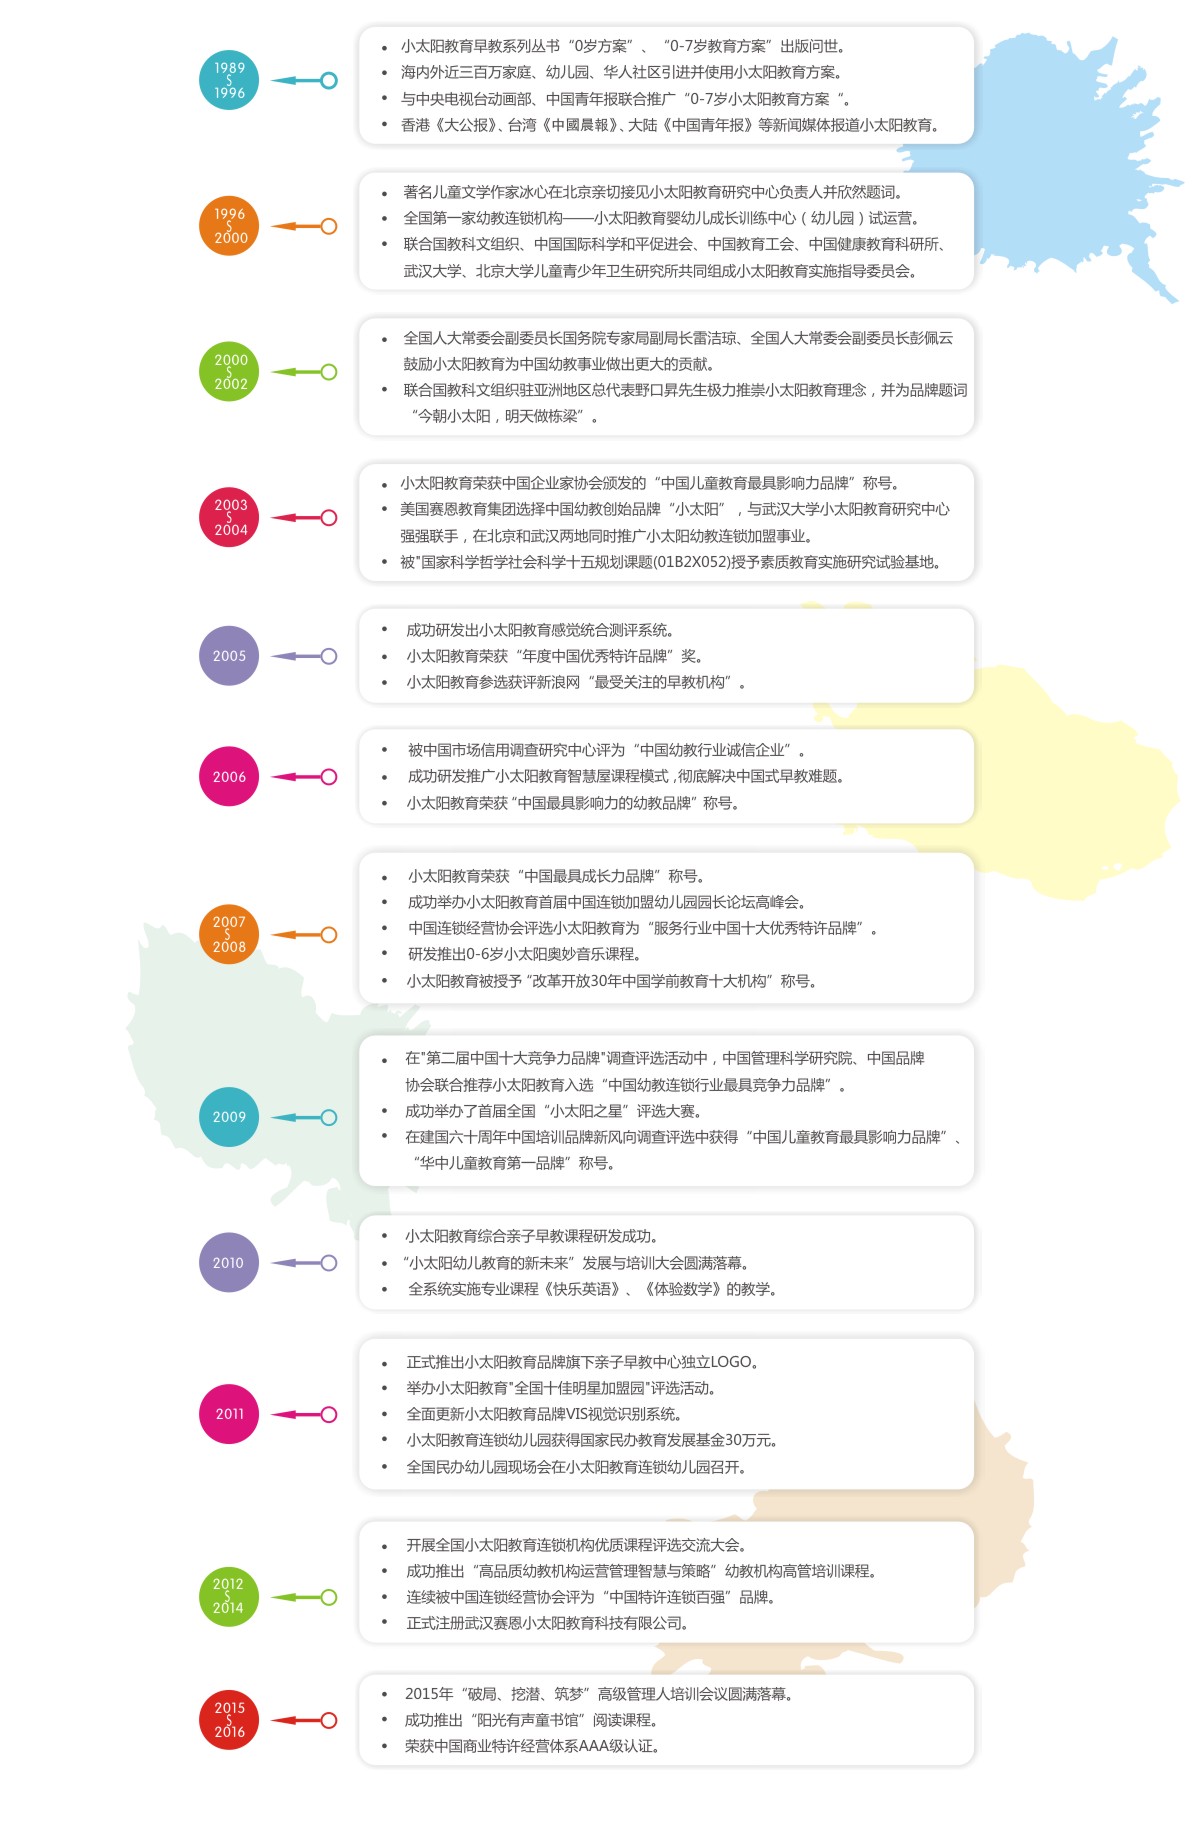 1989
S
1996
• 小太阳教育早教系列丛书“0岁方案”、“0-7岁教育方案”出版问世。
• 海内外近三百万家庭、幼儿园、华人社区引进并使用小太阳教育方案。
• 与中央电视台动画部、中国青年报联合推广“0-7岁小太阳教育方案“。
• 香港《大公报》、台湾《中國晨報》、大陆《中国青年报》等新闻媒体报道小太阳教育。
1996
S
2000
• 著名儿童文学作家冰心在北京亲切接见小太阳教育研究中心负责人并欣然题词。
• 全国第一家幼教连锁机构——小太阳教育婴幼儿成长训练中心（幼儿园）试运营。
• 联合国教科文组织、中国国际科学和平促进会、中国教育工会、中国健康教育科研所、
武汉大学、北京大学儿童青少年卫生研究所共同组成小太阳教育实施指导委员会。
2000
S
2002
• 全国人大常委会副委员长国务院专家局副局长雷洁琼、全国人大常委会副委员长彭佩云
鼓励小太阳教育为中国幼教事业做出更大的贡献。
• 联合国教科文组织驻亚洲地区总代表野口昇先生极力推崇小太阳教育理念，并为品牌题词
“今朝小太阳，明天做栋梁”。
2003
S
2004
• 小太阳教育荣获中国企业家协会颁发的“中国儿童教育最具影响力品牌”称号。
• 美国赛恩教育集团选择中国幼教创始品牌“小太阳”，与武汉大学小太阳教育研究中心
强强联手，在北京和武汉两地同时推广小太阳幼教连锁加盟事业。
• 被"国家科学哲学社会科学十五规划课题(01B2X052)授予素质教育实施研究试验基地。
2005
• 成功研发出小太阳教育感觉统合测评系统。
• 小太阳教育荣获“年度中国优秀特许品牌”奖。
• 小太阳教育参选获评新浪网“最受关注的早教机构”。
2006
• 被中国市场信用调查研究中心评为“中国幼教行业诚信企业”。
• 成功研发推广小太阳教育智慧屋课程模式，彻底解决中国式早教难题。
• 小太阳教育荣获“中国最具影响力的幼教品牌”称号。
2007
S
2008
• 小太阳教育荣获“中国最具成长力品牌”称号。
• 成功举办小太阳教育首届中国连锁加盟幼儿园园长论坛高峰会。
• 中国连锁经营协会评选小太阳教育为“服务行业中国十大优秀特许品牌”。
• 研发推出0-6岁小太阳奥妙音乐课程。
• 小太阳教育被授予“改革开放30年中国学前教育十大机构”称号。
2009
• 在"第二届中国十大竞争力品牌"调查评选活动中，中国管理科学研究院、中国品牌
协会联合推荐小太阳教育入选“中国幼教连锁行业最具竞争力品牌”。
• 成功举办了首届全国“小太阳之星”评选大赛。
• 在建国六十周年中国培训品牌新风向调查评选中获得“中国儿童教育最具影响力品牌”、
“华中儿童教育第一品牌”称号。
2010
• 小太阳教育综合亲子早教课程研发成功。
• “小太阳幼儿教育的新未来”发展与培训大会圆满落幕。
• 全系统实施专业课程《快乐英语》、《体验数学》的教学。
2011
• 正式推出小太阳教育品牌旗下亲子早教中心独立LOGO。
• 举办小太阳教育"全国十佳明星加盟园"评选活动。
• 全面更新小太阳教育品牌VIS视觉识别系统。
• 小太阳教育连锁幼儿园获得国家民办教育发展基金30万元。
• 全国民办幼儿园现场会在小太阳教育连锁幼儿园召开。
2012
S
2014
• 开展全国小太阳教育连锁机构优质课程评选交流大会。
• 成功推出“高品质幼教机构运营管理智慧与策略”幼教机构高管培训课程。
• 连续被中国连锁经营协会评为“中国特许连锁百强”品牌。
• 正式注册武汉赛恩小太阳教育科技有限公司。
2015
S
2016
• 2015年“破局、挖潜、筑梦”高级管理人培训会议圆满落幕。
• 成功推出“阳光有声童书馆”阅读课程。
• 荣获中国商业特许经营体系AAA级认证。